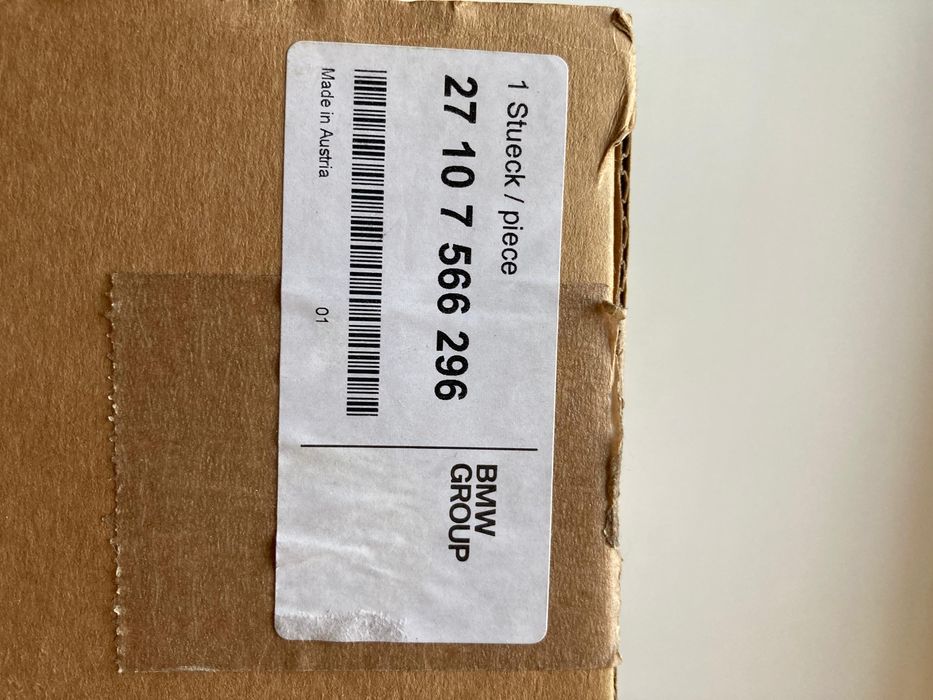 1 Stueck / piece
27 10 7 566 296
Made in Austria
01
BMW
GROUP